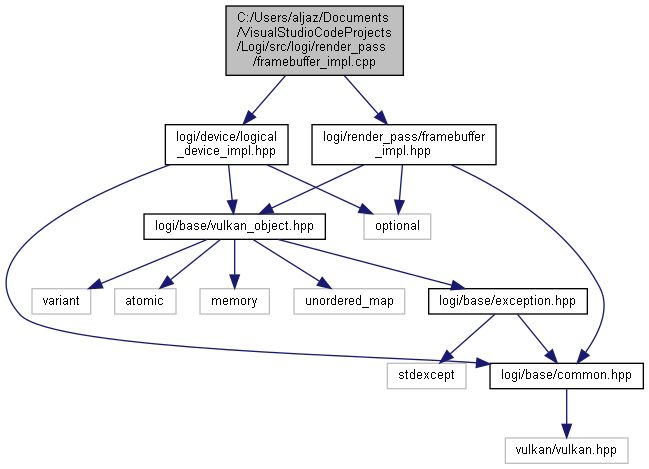 C:/Users/aljaz/Documents
/VisualStudioCodeProjects
/Logi/src/logi/render_pass
/framebuffer_impl.cpp
logi/device/logical
_device_impl.hpp
logi/render_pass/framebuffer
_impl.hpp
logi/base/vulkan_object.hpp
optional
variant
atomic
memory
unordered_map
logi/base/exception.hpp
stdexcept
logi/base/common.hpp
vulkan/vulkan.hpp